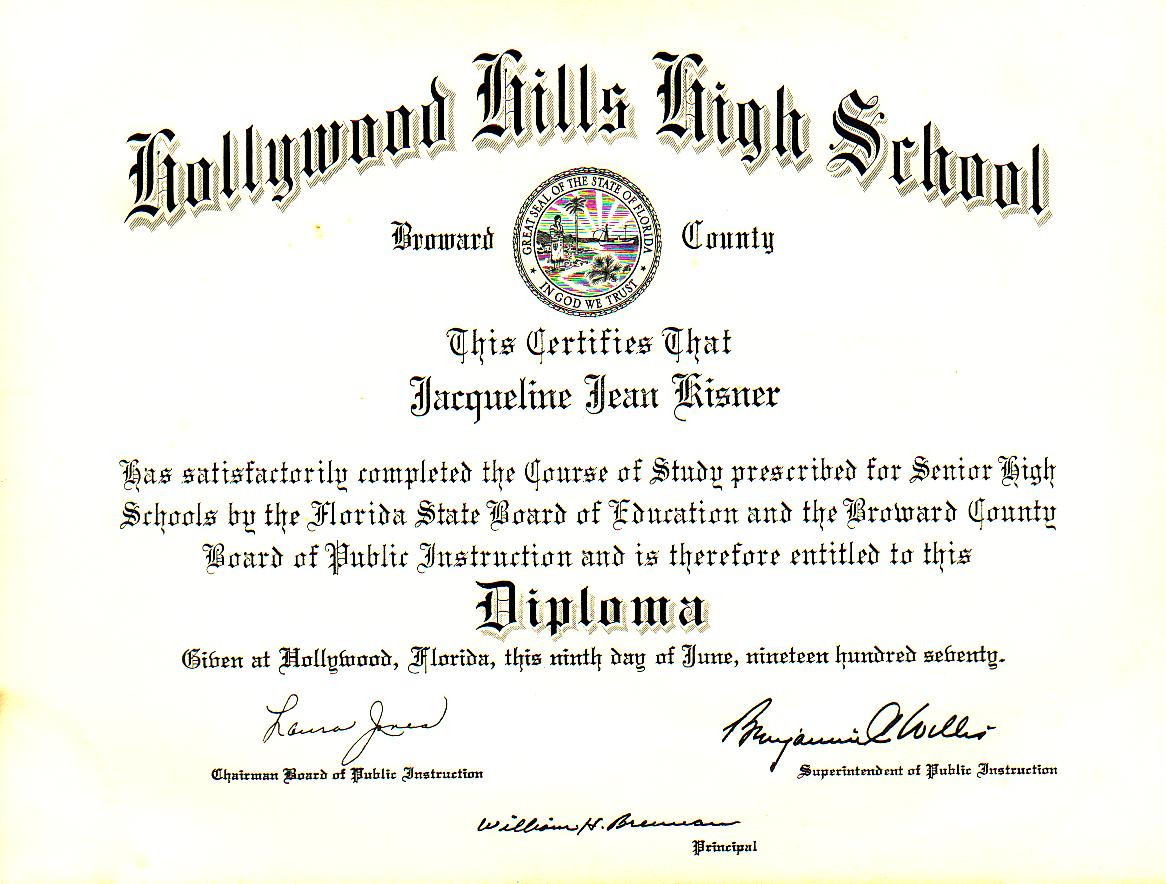 Hollywood Hills High School
Broward County
GREAT SEAL OF THE STATE OF FLORIDA
IN GOD WE TRUST
This Certifies That
Jacqueline Jean Kisner
Has satisfactorily completed the Course of Study prescribed for Senior High
Schools by the Florida State Board of Education and the Broward County
Board of Public Instruction and is therefore entitled to this
Diploma
Given at Hollywood, Florida, this ninth day of June, nineteen hundred seventy.
Benjamin C Willis
Chairman Board of Public Instruction
Superintendent of Public Instruction
William H. Brennan
Principal